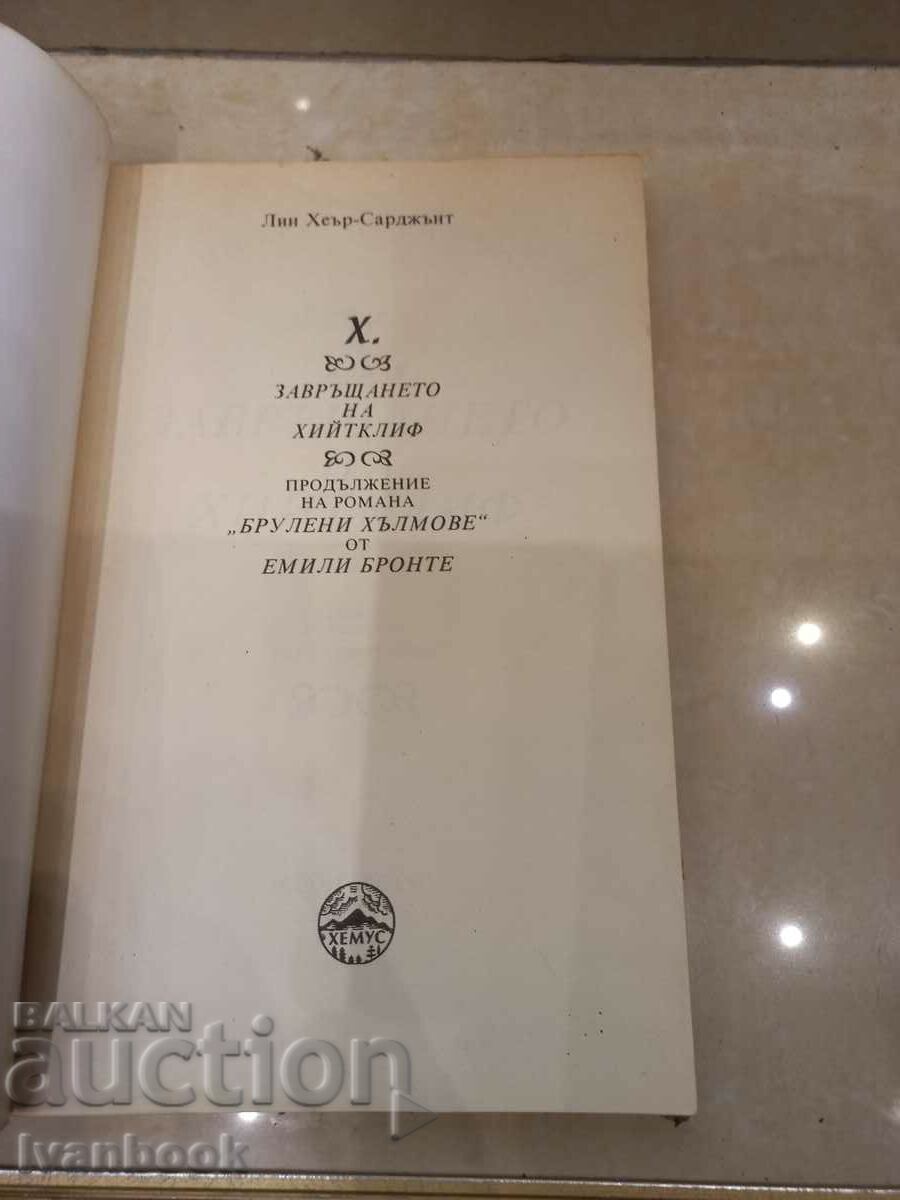 Лин Хеър-Сарджънт
Х.
ЗАВРЪЩАНЕТО
НА
ХИЙТКЛИФ
ПРОДЪЛЖЕНИЕ
НА РОМАНА
„БРУЛЕНИ ХЪЛМОВЕ“
ОТ
ЕМИЛИ БРОНТЕ
ХЕМУС
BALKAN
auction
Ivanbook